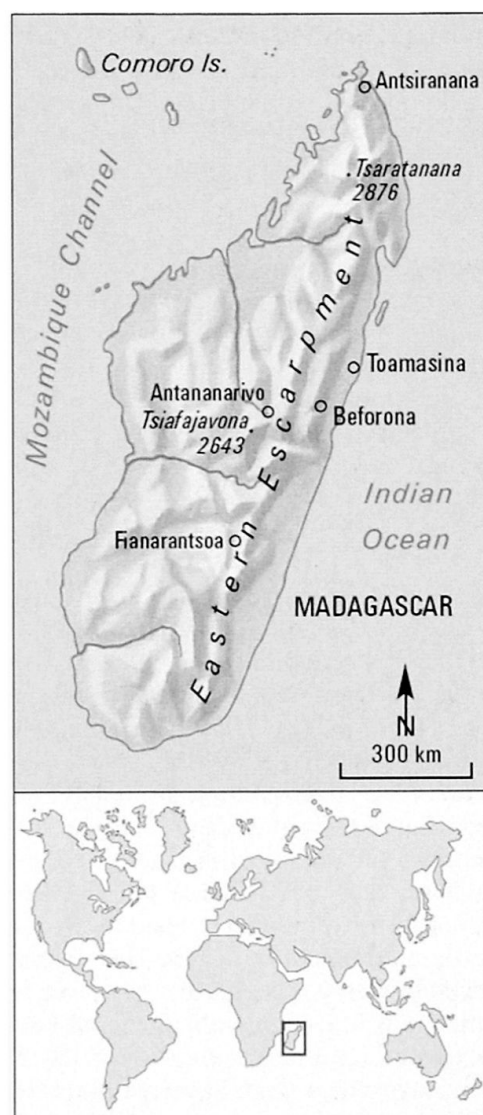 Comoro Is.
Antsiranana
Tsaratanana
2876
Mozambique Channel
Eastern Escarpment
Toamasina
Antananarivo
Tsiafajavona
2643
Beforona
Indian
Ocean
Fianarantsoa
MADAGASCAR
N
300 km